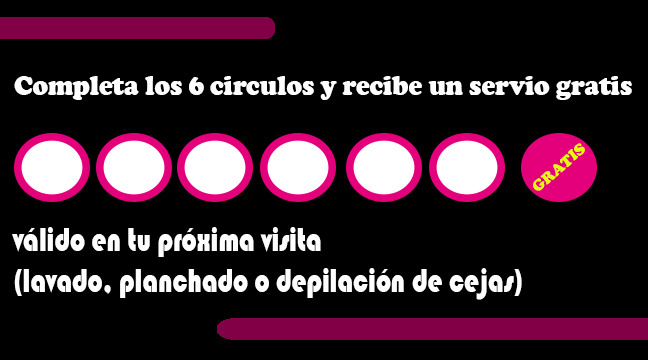 Completa los 6 circulos y recibe un servio gratis
GRATIS
válido en tu próxima visita
(lavado, planchado o depilación de cejas)